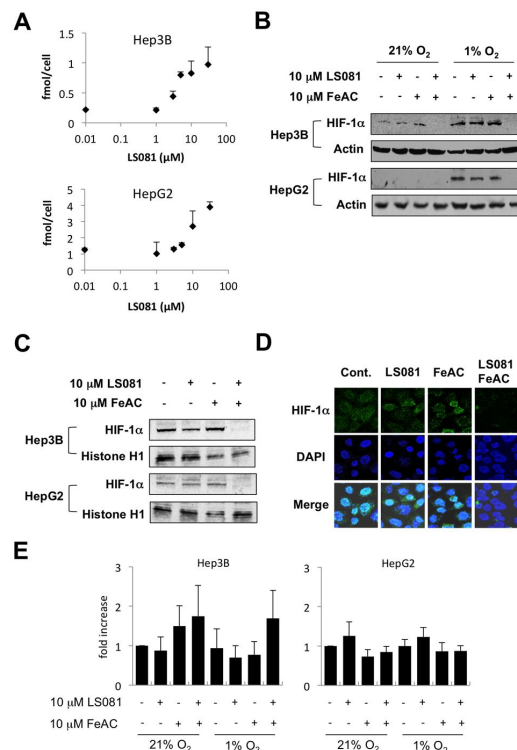 A
Hep3B
fmol/cell
1.5
1
0.5
0
0.01 0.1 1 10 100
LS081 (µM)
HepG2
fmol/cell
5
4
3
2
1
0
0.01 0.1 1 10 100
LS081 (µM)
B
21% O2 1% O2
10 µM LS081 - + - + - + - +
10 µM FeAC - - + + - - + +
Hep3B
HIF-1α
Actin
HepG2
HIF-1α
Actin
C
10 µM LS081 - + - +
10 µM FeAC - - + +
Hep3B
HIF-1α
Histone H1
HepG2
HIF-1α
Histone H1
D
Cont. LS081 FeAC LS081 FeAC
HIF-1α
DAPI
Merge
E
Hep3B
fold increase
3
2
1
0
10 µM LS081 - + - + - + - +
10 µM FeAC - - + + - - + +
21% O2 1% O2
HepG2
3
2
1
0
- + - + - + - +
- - + + - - + +
21% O2 1% O2